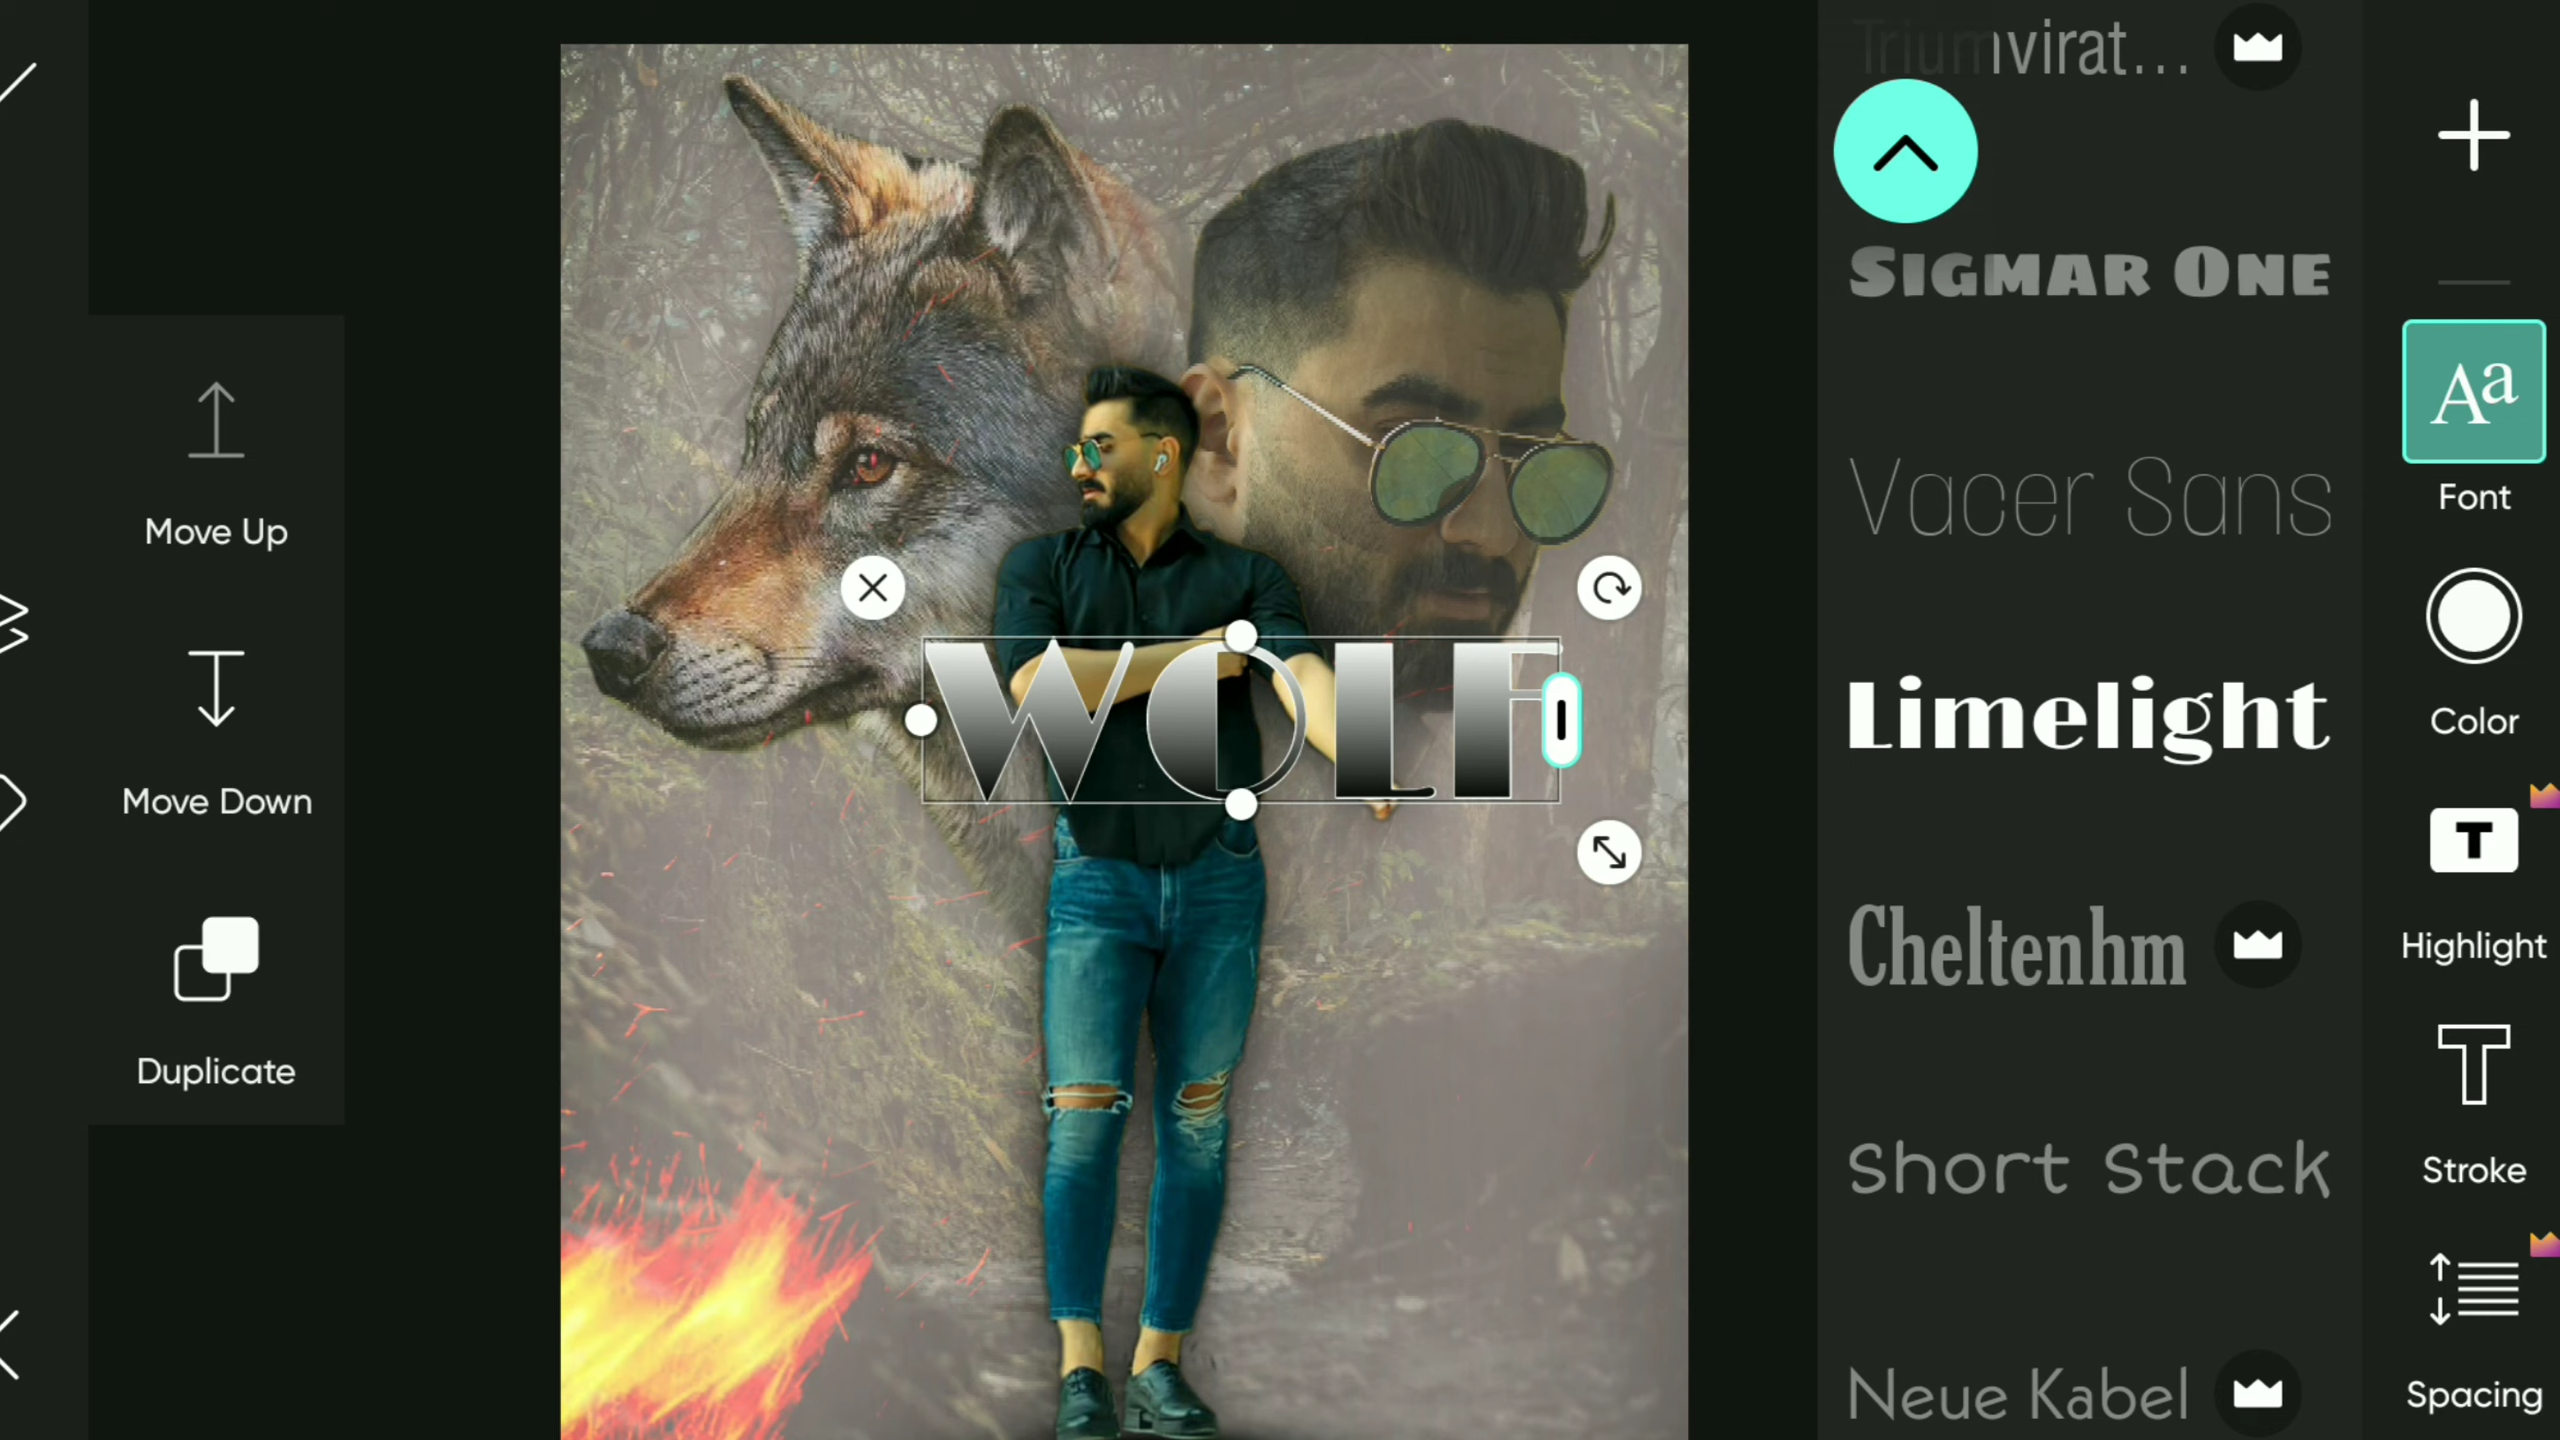 Move Up
Move Down
Duplicate
WOLF
Triumvirat...
SIGMAR ONE
Vacer Sans
Limelight
Cheltenhm
Short Stack
Neue Kabel
Aa
Font
Color
T
Highlight
T
Stroke
Spacing